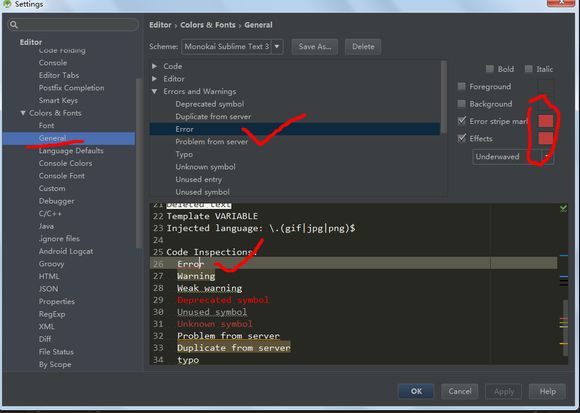 Settings
Editor
Code Folding
Console
Editor Tabs
Postfix Completion
Smart Keys
Colors & Fonts
Font
General
Language Defaults
Console Colors
Console Font
Custom
Debugger
C/C++
Java
.ignore files
Android Logcat
Groovy
HTML
JSON
Properties
RegExp
XML
Diff
File Status
By Scope
Editor › Colors & Fonts › General
Scheme: Monokai Sublime Text 3 Save As... Delete
Code
Editor
Errors and Warnings
Deprecated symbol
Duplicate from server
Error
Problem from server
Typo
Unknown symbol
Unused entry
Unused symbol
Bold Italic
Foreground
Background
Error stripe mark
Effects
Underwaved
21 Deleted text
22 Template VARIABLE
23 Injected language: \.(gif|jpg|png)$
24
25 Code Inspections:
26 Error
27 Warning
28 Weak warning
29 Deprecated symbol
30 Unused symbol
31 Unknown symbol
32 Problem from server
33 Duplicate from server
34 typo
OK Cancel Apply Help